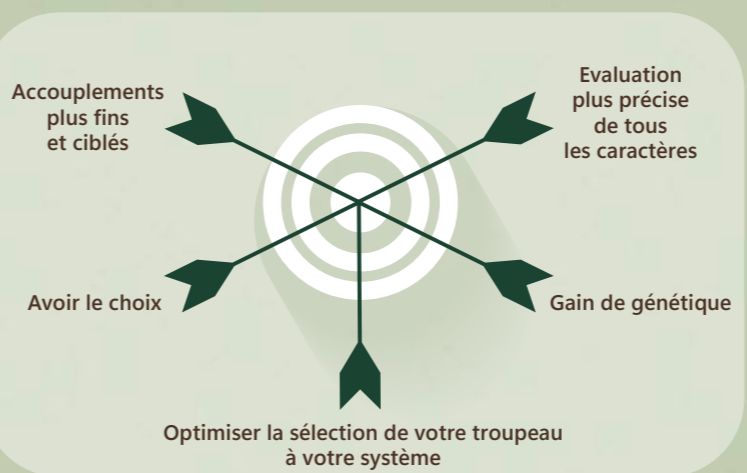 Accouplements
plus fins
et ciblés
Evaluation
plus précise
de tous
les caractères
Avoir le choix
Gain de génétique
Optimiser la sélection de votre troupeau
à votre système